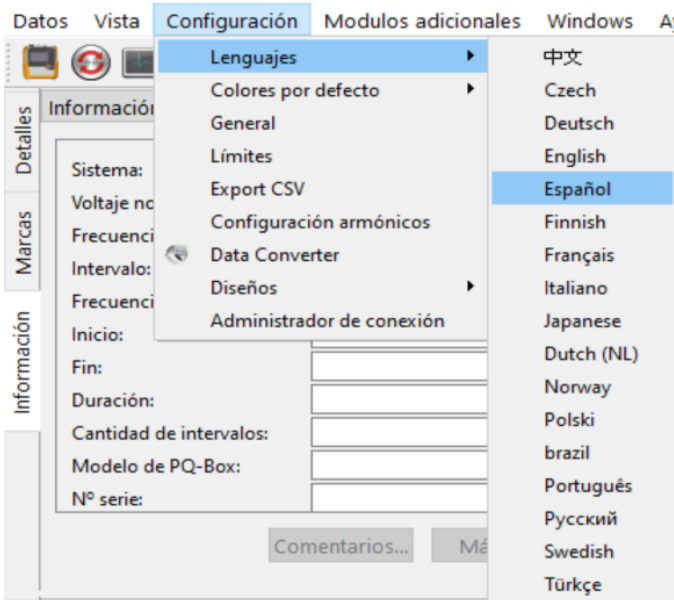 Datos Vista Configuración Modulos adicionales Windows
Lenguajes
Colores por defecto
General
Límites
Export CSV
Configuración armónicos
Data Converter
Diseños
Administrador de conexión
中文
Czech
Deutsch
English
Español
Finnish
Français
Italiano
Japanese
Dutch (NL)
Norway
Polski
brazil
Português
Русский
Swedish
Türkçe
Detalles
Marcas
Información
Sistema:
Voltaje
Intervalo:
Inicio:
Fin:
Duración:
Cantidad de intervalos:
Modelo de PQ-Box:
Nº serie:
Comentarios...